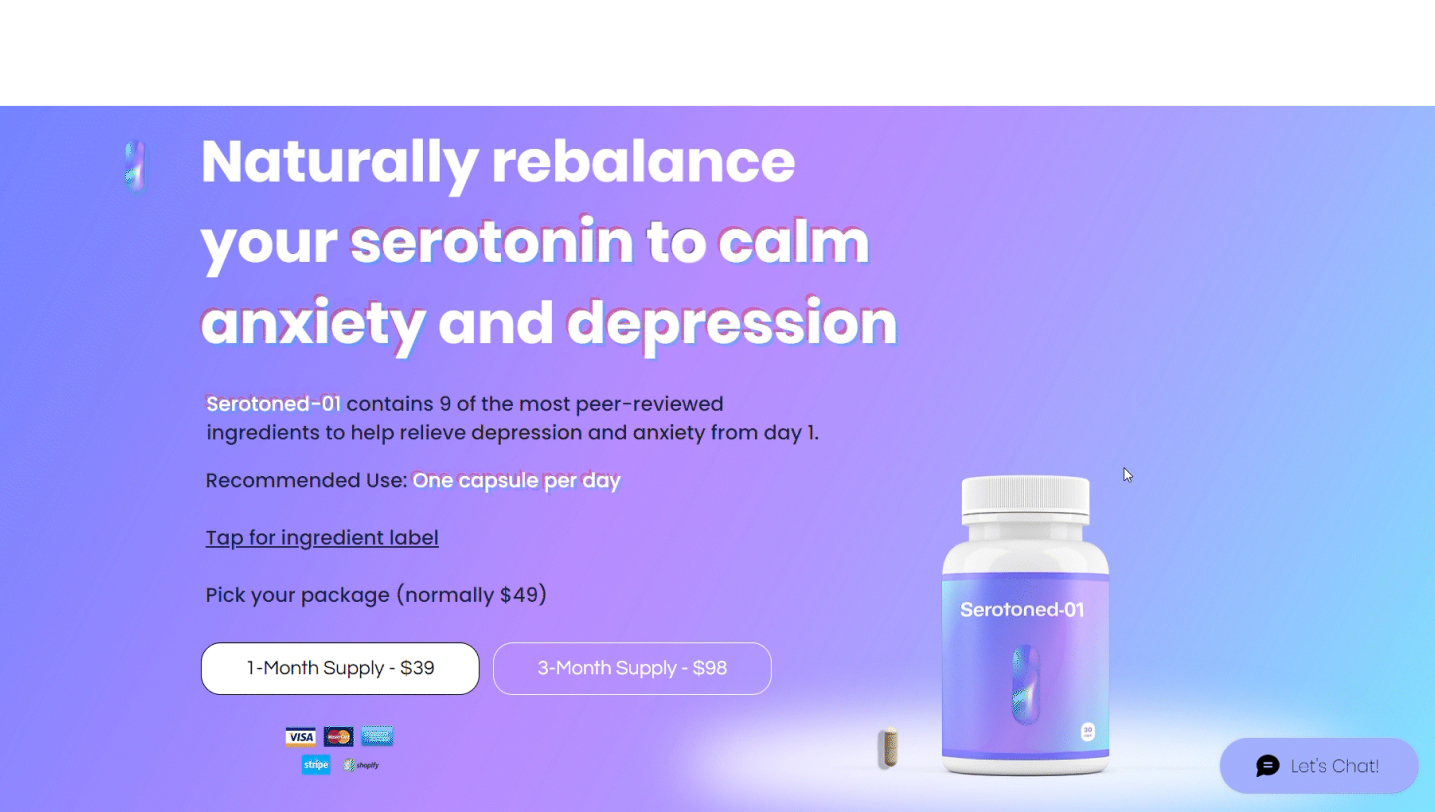 Naturally rebalance
your serotonin to calm
anxiety and depression
Serotoned-01 contains 9 of the most peer-reviewed
ingredients to help relieve depression and anxiety from day 1.
Recommended Use: One capsule per day
Tap for ingredient label
Pick your package (normally $49)
1-Month Supply - $39
3-Month Supply - $98
VISA
MasterCard
stripe
shopify
Serotoned-01
30
Let's Chat!